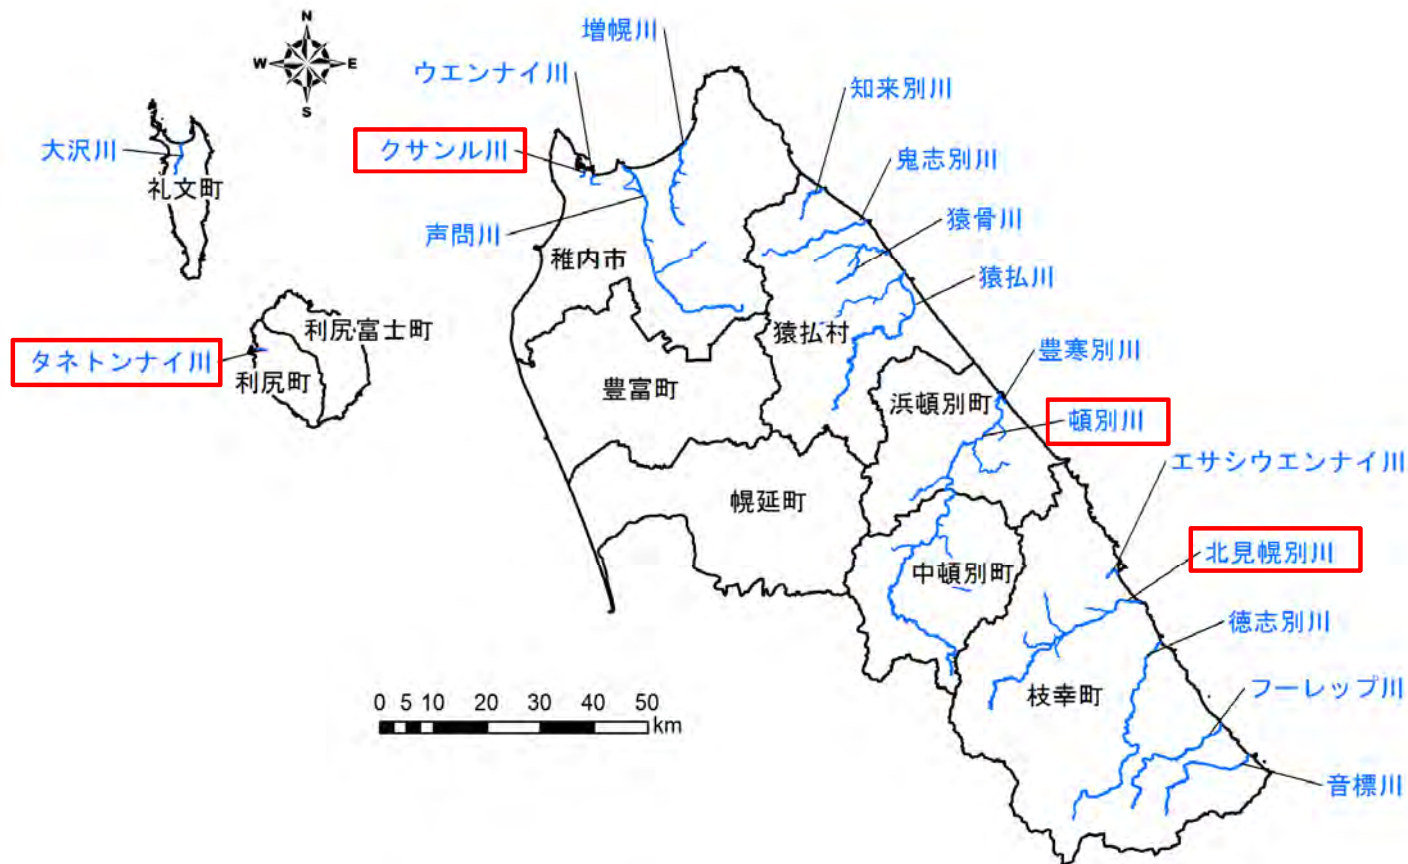 N
W
E
S
増幌川
ウエンナイ川
知来別川
クサンル川
大沢川
鬼志別川
礼文町
猿骨川
声問川
稚内市
猿払川
利尻富士町
猿払村
豊寒別川
タネトンナイ川
利尻町
豊富町
浜頓別町
頓別川
エサシウエンナイ川
幌延町
北見幌別川
中頓別町
徳志別川
フーレップ川
枝幸町
0 5 10 20 30 40 50
km
音標川